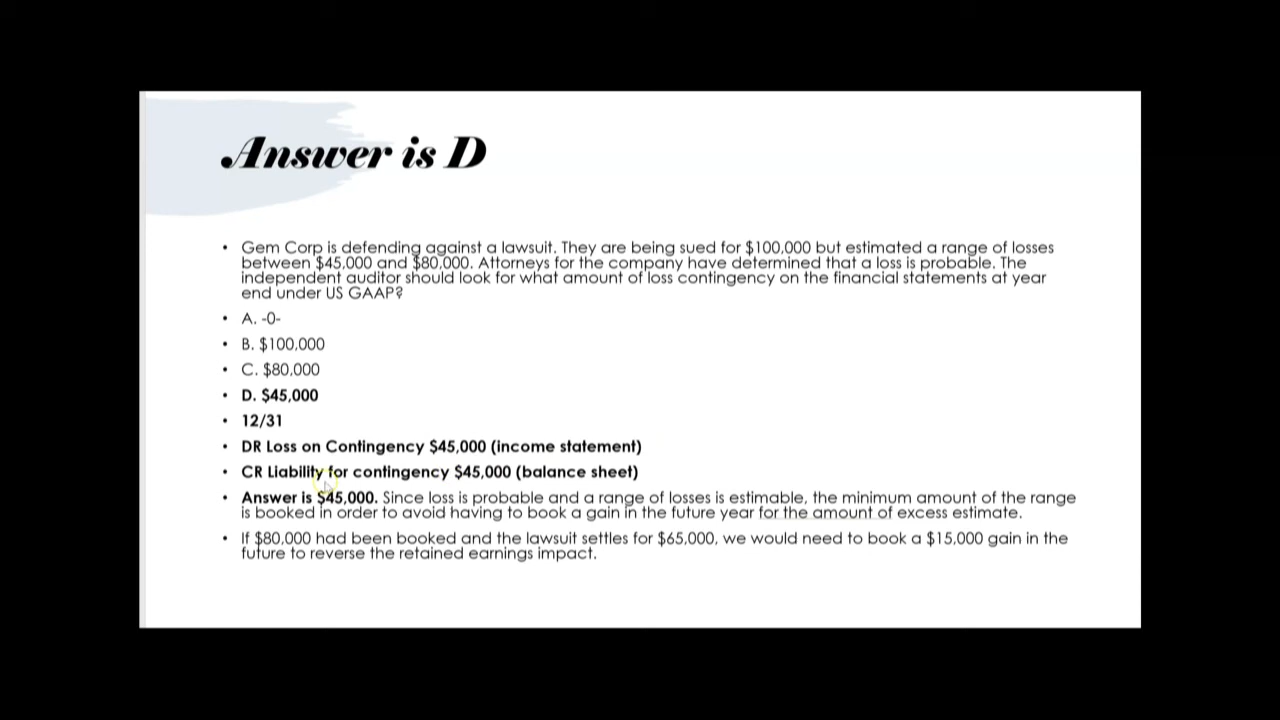 Answer is D
• Gem Corp is defending against a lawsuit. They are being sued for $100,000 but estimated a range of losses
between $45,000 and $80,000. Attorneys for the company have determined that a loss is probable. The
independent auditor should look for what amount of loss contingency on the financial statements at year
end under US GAAP?
• A. -0-
• B. $100,000
• C. $80,000
• D. $45,000
• 12/31
• DR Loss on Contingency $45,000 (income statement)
• CR Liability for contingency $45,000 (balance sheet)
• Answer is $45,000. Since loss is probable and a range of losses is estimable, the minimum amount of the range
is booked in order to avoid having to book a gain in the future year for the amount of excess estimate.
• If $80,000 had been booked and the lawsuit settles for $65,000, we would need to book a $15,000 gain in the
future to reverse the retained earnings impact.